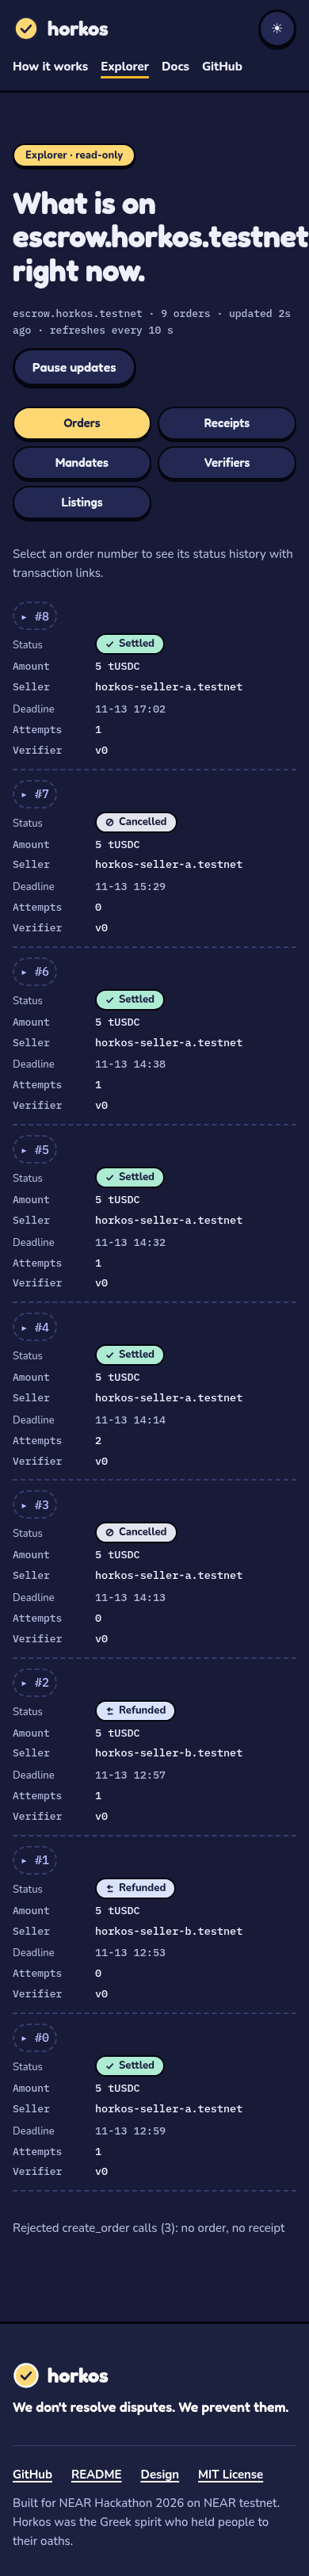 horkos
How it works Explorer Docs GitHub
Explorer · read-only
What is on
escrow.horkos.testnet
right now.
escrow.horkos.testnet · 9 orders · updated 2s
ago · refreshes every 10 s
Pause updates
Orders Receipts
Mandates Verifiers
Listings
Select an order number to see its status history with
transaction links.
▸ #8
Status ✓ Settled
Amount 5 tUSDC
Seller horkos-seller-a.testnet
Deadline 11-13 17:02
Attempts 1
Verifier v0
▸ #7
Status ⊘ Cancelled
Amount 5 tUSDC
Seller horkos-seller-a.testnet
Deadline 11-13 15:29
Attempts 0
Verifier v0
▸ #6
Status ✓ Settled
Amount 5 tUSDC
Seller horkos-seller-a.testnet
Deadline 11-13 14:38
Attempts 1
Verifier v0
▸ #5
Status ✓ Settled
Amount 5 tUSDC
Seller horkos-seller-a.testnet
Deadline 11-13 14:32
Attempts 1
Verifier v0
▸ #4
Status ✓ Settled
Amount 5 tUSDC
Seller horkos-seller-a.testnet
Deadline 11-13 14:14
Attempts 2
Verifier v0
▸ #3
Status ⊘ Cancelled
Amount 5 tUSDC
Seller horkos-seller-a.testnet
Deadline 11-13 14:13
Attempts 0
Verifier v0
▸ #2
Status Refunded
Amount 5 tUSDC
Seller horkos-seller-b.testnet
Deadline 11-13 12:57
Attempts 1
Verifier v0
▸ #1
Status Refunded
Amount 5 tUSDC
Seller horkos-seller-b.testnet
Deadline 11-13 12:53
Attempts 0
Verifier v0
▸ #0
Status ✓ Settled
Amount 5 tUSDC
Seller horkos-seller-a.testnet
Deadline 11-13 12:59
Attempts 1
Verifier v0
Rejected create_order calls (3): no order, no receipt
horkos
We don't resolve disputes. We prevent them.
GitHub README Design MIT License
Built for NEAR Hackathon 2026 on NEAR testnet.
Horkos was the Greek spirit who held people to
their oaths.